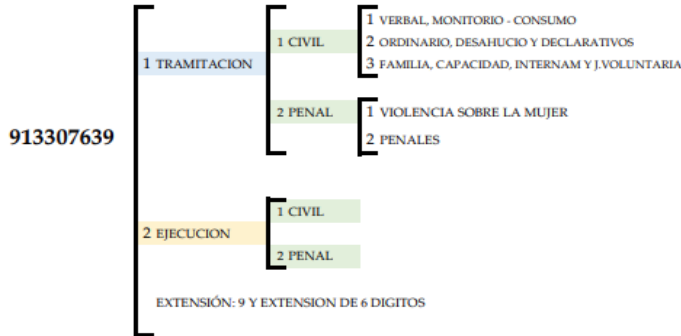 913307639
1 TRAMITACION
1 CIVIL
1 VERBAL, MONITORIO - CONSUMO
2 ORDINARIO, DESAHUCIO Y DECLARATIVOS
3 FAMILIA, CAPACIDAD, INTERNAM Y J.VOLUNTARIA
2 PENAL
1 VIOLENCIA SOBRE LA MUJER
2 PENALES
2 EJECUCION
1 CIVIL
2 PENAL
EXTENSIÓN: 9 Y EXTENSION DE 6 DIGITOS